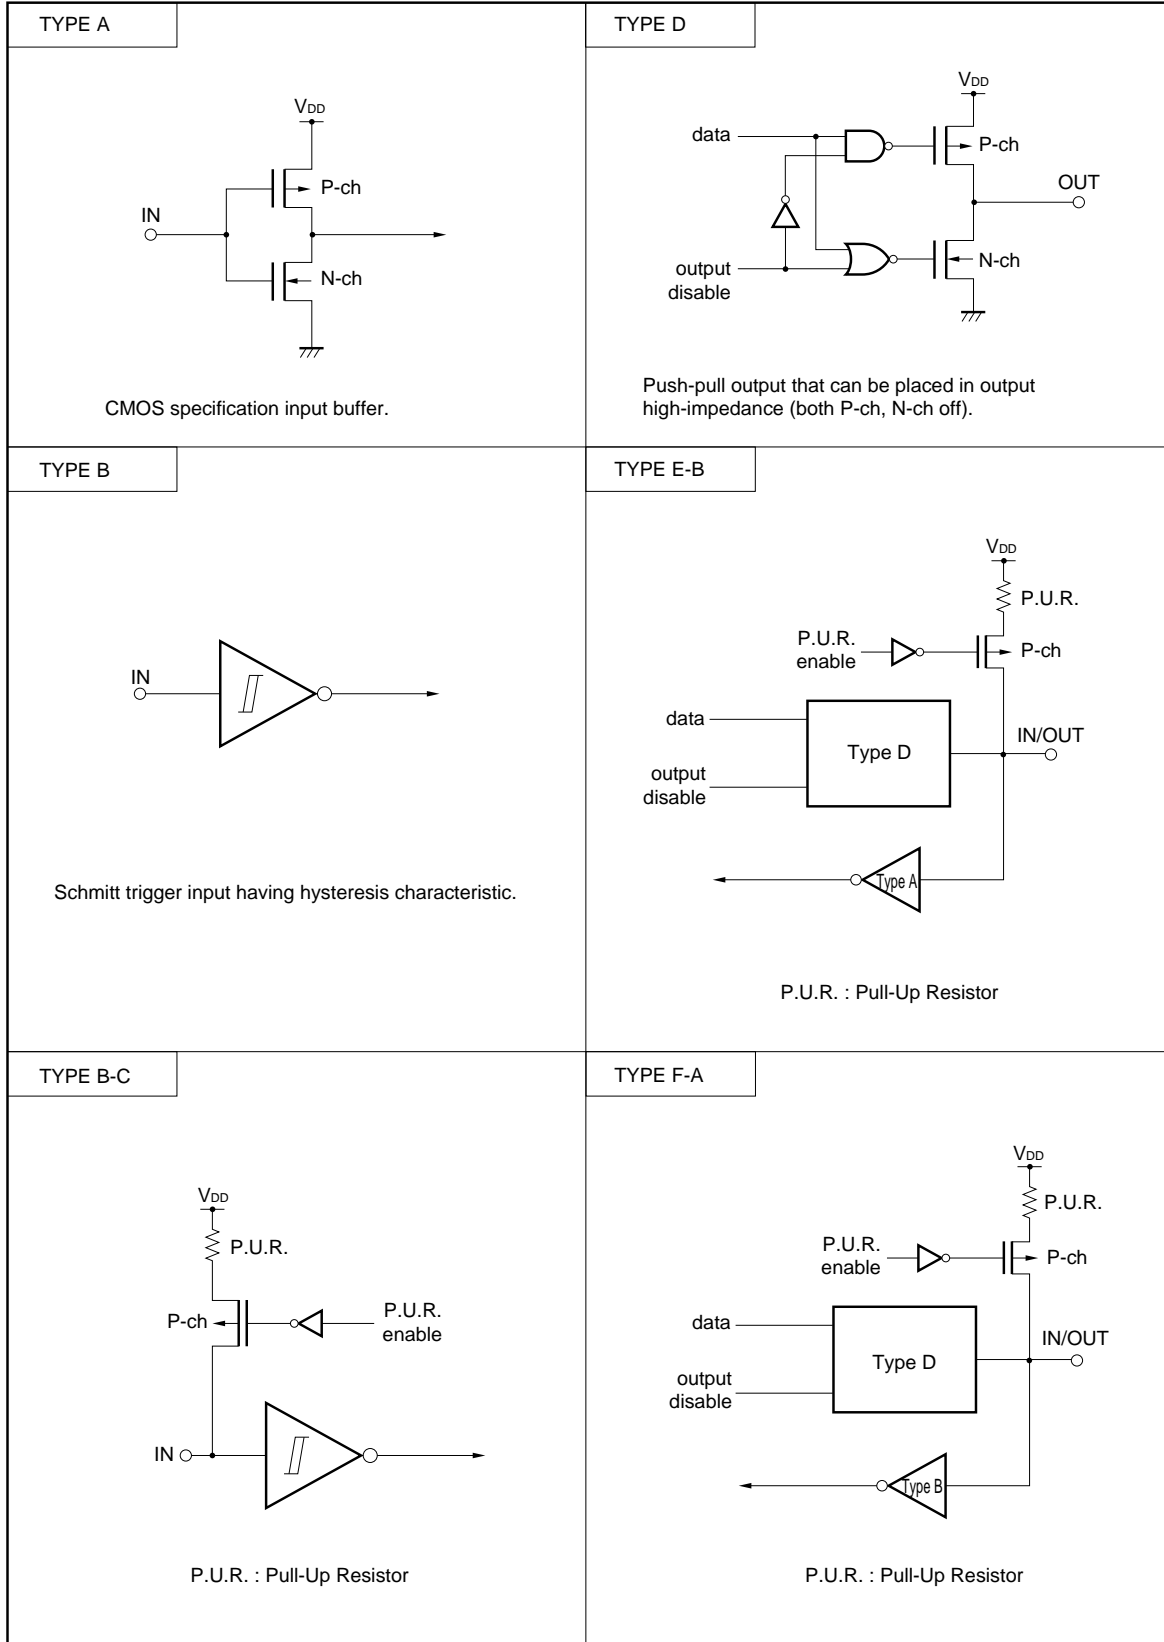 TYPE A
VDD
P-ch
IN
N-ch
CMOS specification input buffer.
TYPE D
VDD
data
P-ch
OUT
output
disable
N-ch
Push-pull output that can be placed in output
high-impedance (both P-ch, N-ch off).
TYPE B
IN
Schmitt trigger input having hysteresis characteristic.
TYPE E-B
VDD
P.U.R.
P.U.R.
enable
P-ch
data
IN/OUT
Type D
output
disable
Type A
P.U.R. : Pull-Up Resistor
TYPE B-C
VDD
P.U.R.
P-ch
P.U.R.
enable
IN
P.U.R. : Pull-Up Resistor
TYPE F-A
VDD
P.U.R.
P.U.R.
enable
P-ch
data
IN/OUT
Type D
output
disable
Type B
P.U.R. : Pull-Up Resistor